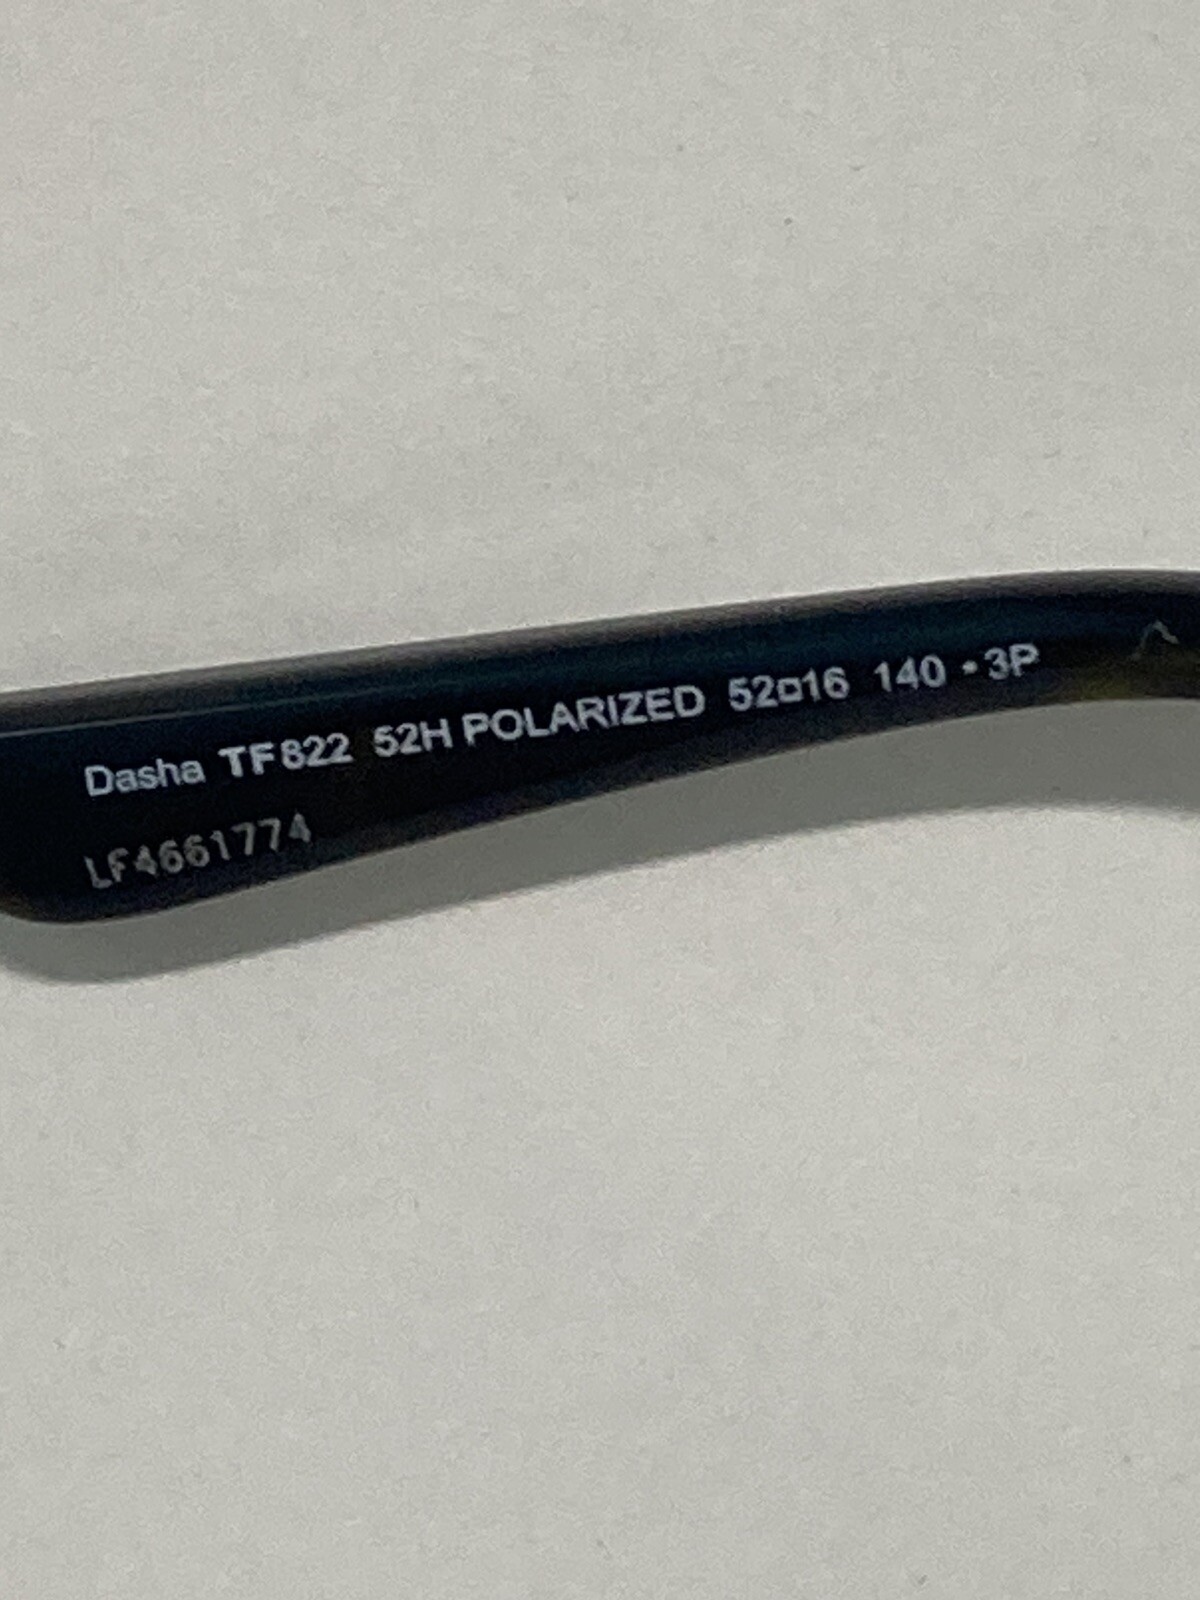 Dasha TF822 52H POLARIZED 52□16 140 • 3P
LF4661774